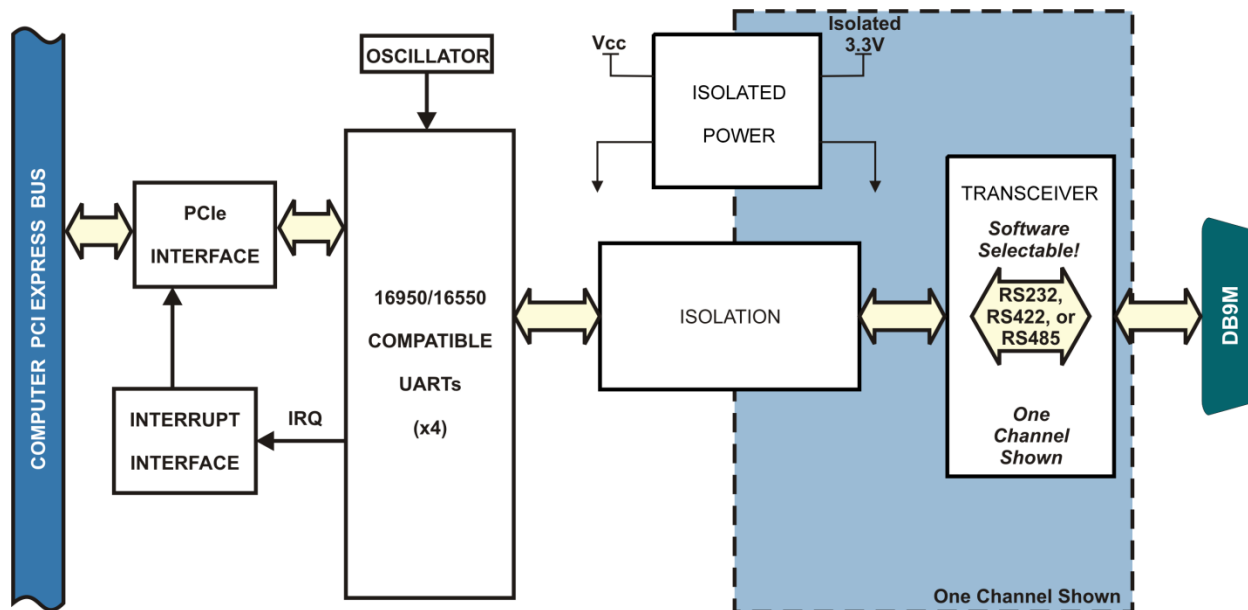 COMPUTER PCI EXPRESS BUS
OSCILLATOR
PCIe
INTERFACE
INTERRUPT
INTERFACE
IRQ
16950/16550
COMPATIBLE
UARTs
(x4)
Vcc
ISOLATED
POWER
Isolated
3.3V
ISOLATION
TRANSCEIVER
Software
Selectable!
RS232,
RS422, or
RS485
One
Channel
Shown
DB9M
One Channel Shown